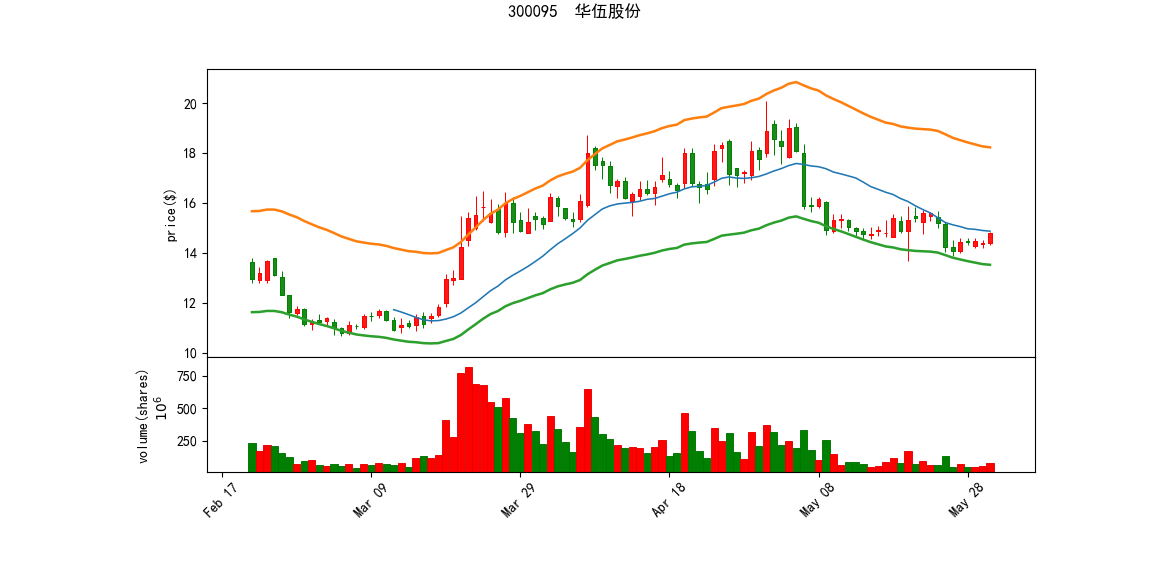 300095 华伍股份
price($)
20
18
16
14
12
10
volume(shares)
10^6
750
500
250
Feb 17
Mar 09
Mar 29
Apr 18
May 08
May 28